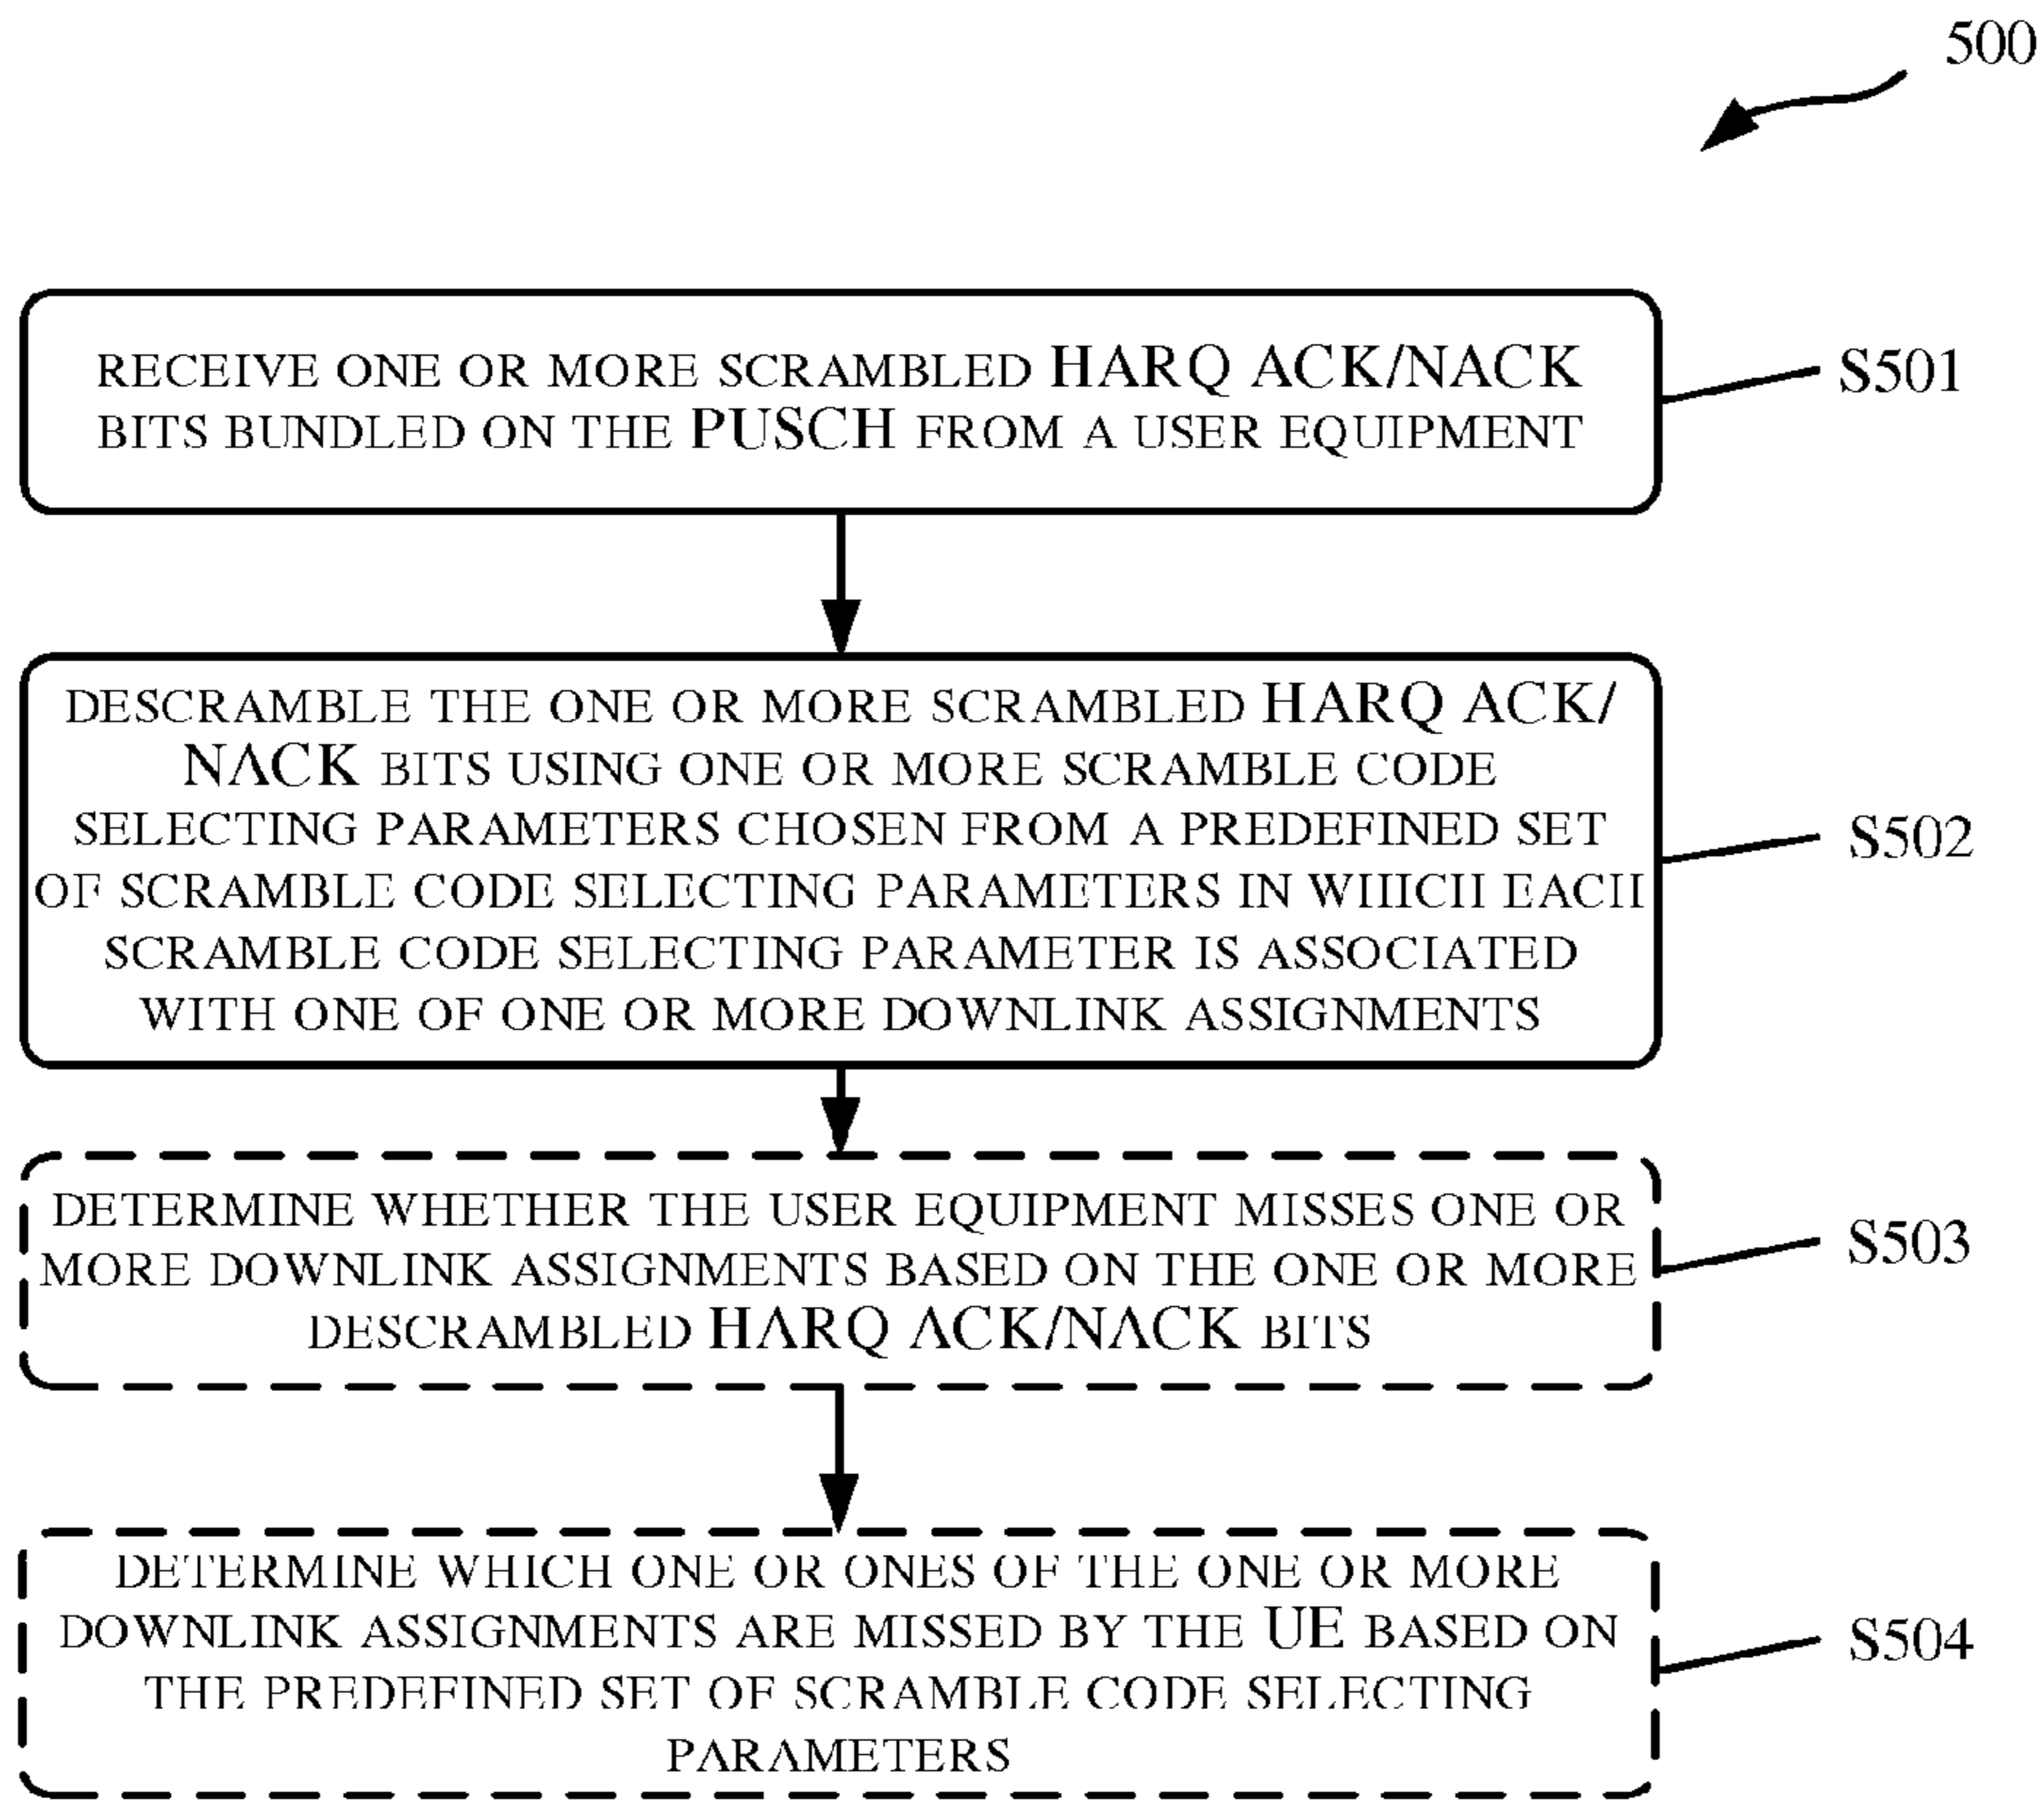 500
RECEIVE ONE OR MORE SCRAMBLED HARQ ACK/NACK
BITS BUNDLED ON THE PUSCH FROM A USER EQUIPMENT
S501
DESCRAMBLE THE ONE OR MORE SCRAMBLED HARQ ACK/
NACK BITS USING ONE OR MORE SCRAMBLE CODE
SELECTING PARAMETERS CHOSEN FROM A PREDEFINED SET
OF SCRAMBLE CODE SELECTING PARAMETERS IN WHICH EACH
SCRAMBLE CODE SELECTING PARAMETER IS ASSOCIATED
WITH ONE OF ONE OR MORE DOWNLINK ASSIGNMENTS
S502
DETERMINE WHETHER THE USER EQUIPMENT MISSES ONE OR
MORE DOWNLINK ASSIGNMENTS BASED ON THE ONE OR MORE
DESCRAMBLED HARQ ACK/NACK BITS
S503
DETERMINE WHICH ONE OR ONES OF THE ONE OR MORE
DOWNLINK ASSIGNMENTS ARE MISSED BY THE UE BASED ON
THE PREDEFINED SET OF SCRAMBLE CODE SELECTING
PARAMETERS
S504